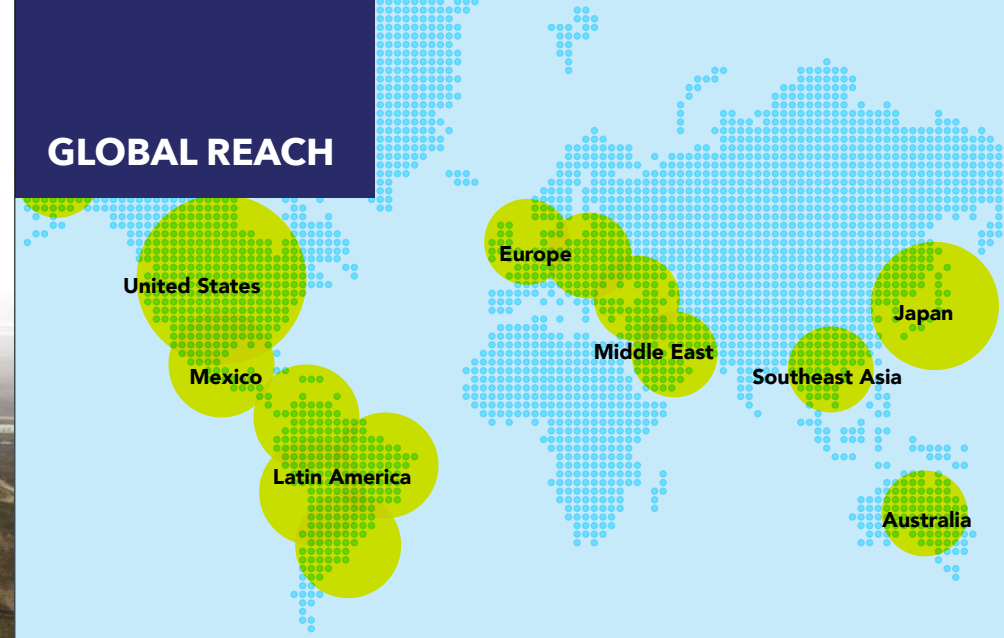 GLOBAL REACH
United States
Europe
Japan
Middle East
Mexico
Southeast Asia
Latin America
Australia